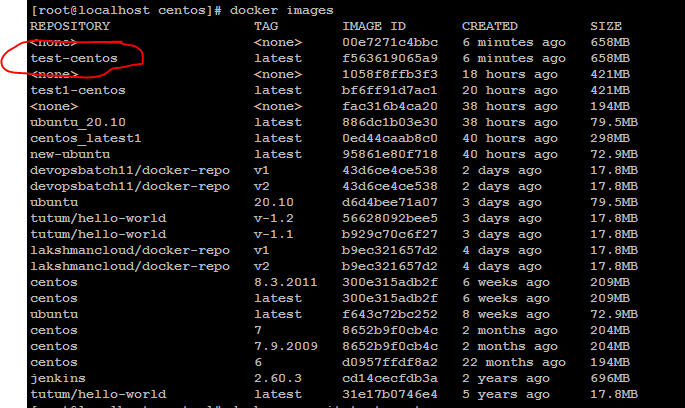 [root@localhost centos]# docker images
REPOSITORY TAG IMAGE ID CREATED SIZE
<none> <none> 00e7271c4bbc 6 minutes ago 658MB
test-centos latest f563619065a9 6 minutes ago 658MB
<none> <none> 1058f8ffb3f3 18 hours ago 421MB
test1-centos latest bf6ff91d7ac1 20 hours ago 421MB
<none> <none> fac316b4ca20 38 hours ago 194MB
ubuntu_20.10 latest 886dc1b03e30 38 hours ago 79.5MB
centos_latest1 latest 0ed44caab8c0 40 hours ago 298MB
new-ubuntu latest 95861e80f718 40 hours ago 72.9MB
devopsbatch11/docker-repo v1 43d6ce4ce538 2 days ago 17.8MB
devopsbatch11/docker-repo v2 43d6ce4ce538 2 days ago 17.8MB
ubuntu 20.10 d6d4bee71a07 3 days ago 79.5MB
tutum/hello-world v-1.2 56628092bee5 3 days ago 17.8MB
tutum/hello-world v-1.1 b929c70c6f27 3 days ago 17.8MB
lakshmancloud/docker-repo v1 b9ec321657d2 4 days ago 17.8MB
lakshmancloud/docker-repo v2 b9ec321657d2 4 days ago 17.8MB
centos 8.3.2011 300e315adb2f 6 weeks ago 209MB
centos latest 300e315adb2f 6 weeks ago 209MB
ubuntu latest f643c72bc252 8 weeks ago 72.9MB
centos 7 8652b9f0cb4c 2 months ago 204MB
centos 7.9.2009 8652b9f0cb4c 2 months ago 204MB
centos 6 d0957ffdf8a2 22 months ago 194MB
jenkins 2.60.3 cd14cecfdb3a 2 years ago 696MB
tutum/hello-world latest 31e17b0746e4 5 years ago 17.8MB